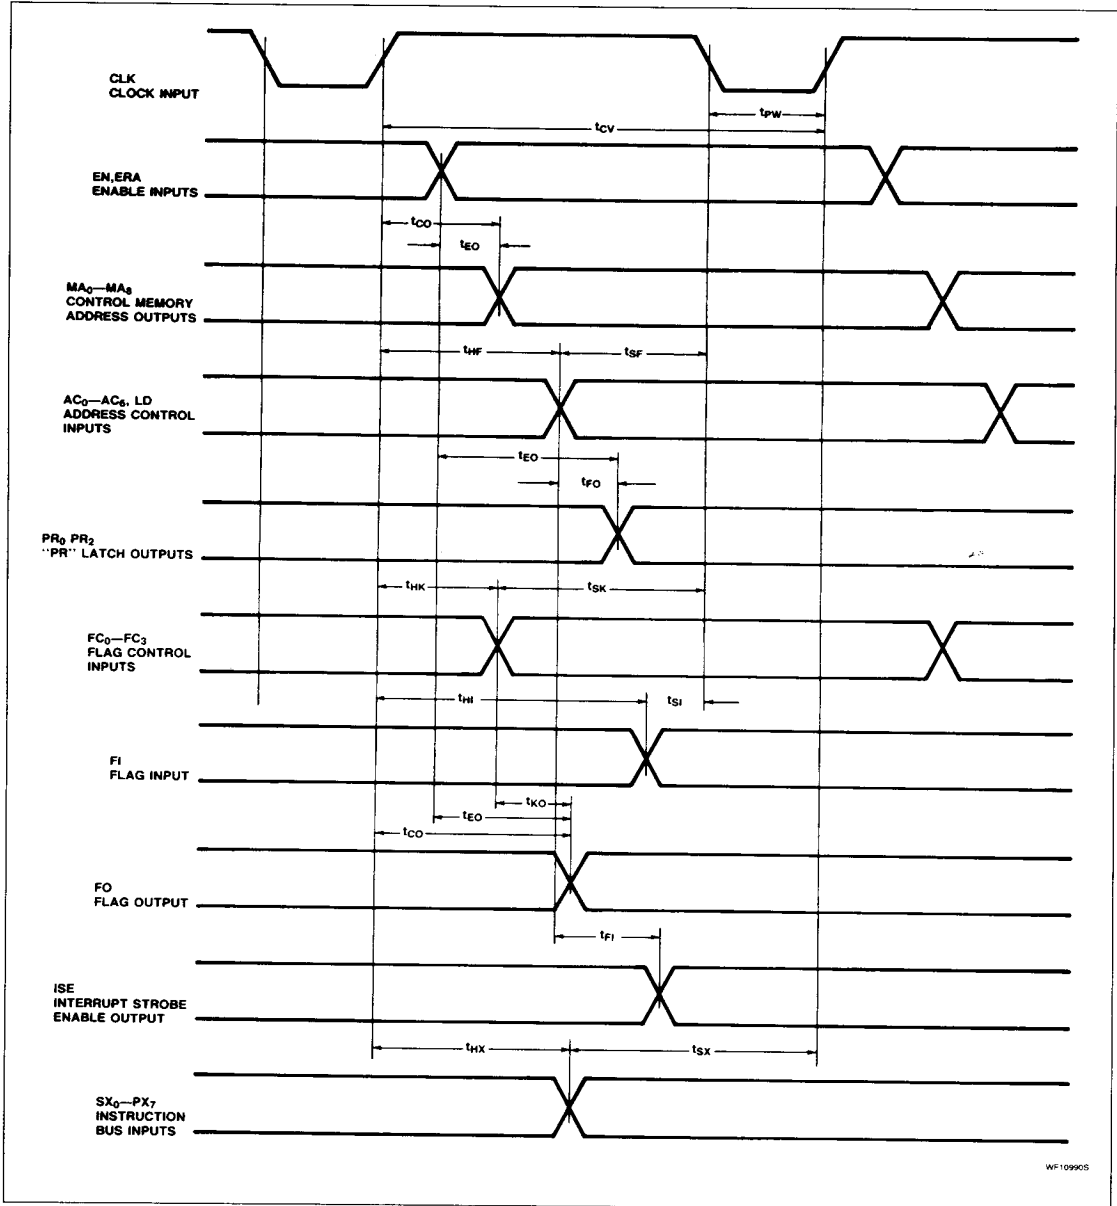 CLK
CLOCK INPUT
tPW
tCV
EN,ERA
ENABLE INPUTS
tCO
tEO
MA0—MA8
CONTROL MEMORY
ADDRESS OUTPUTS
tHF
tSF
AC0—AC6, LD
ADDRESS CONTROL
INPUTS
tEO
tFO
PR0 PR2
"PR" LATCH OUTPUTS
tHK
tSK
FC0—FC3
FLAG CONTROL
INPUTS
tHI
tSI
FI
FLAG INPUT
tKO
tEO
tCO
FO
FLAG OUTPUT
tFI
ISE
INTERRUPT STROBE
ENABLE OUTPUT
tHX
tSX
SX0—PX7
INSTRUCTION
BUS INPUTS
WF10990S